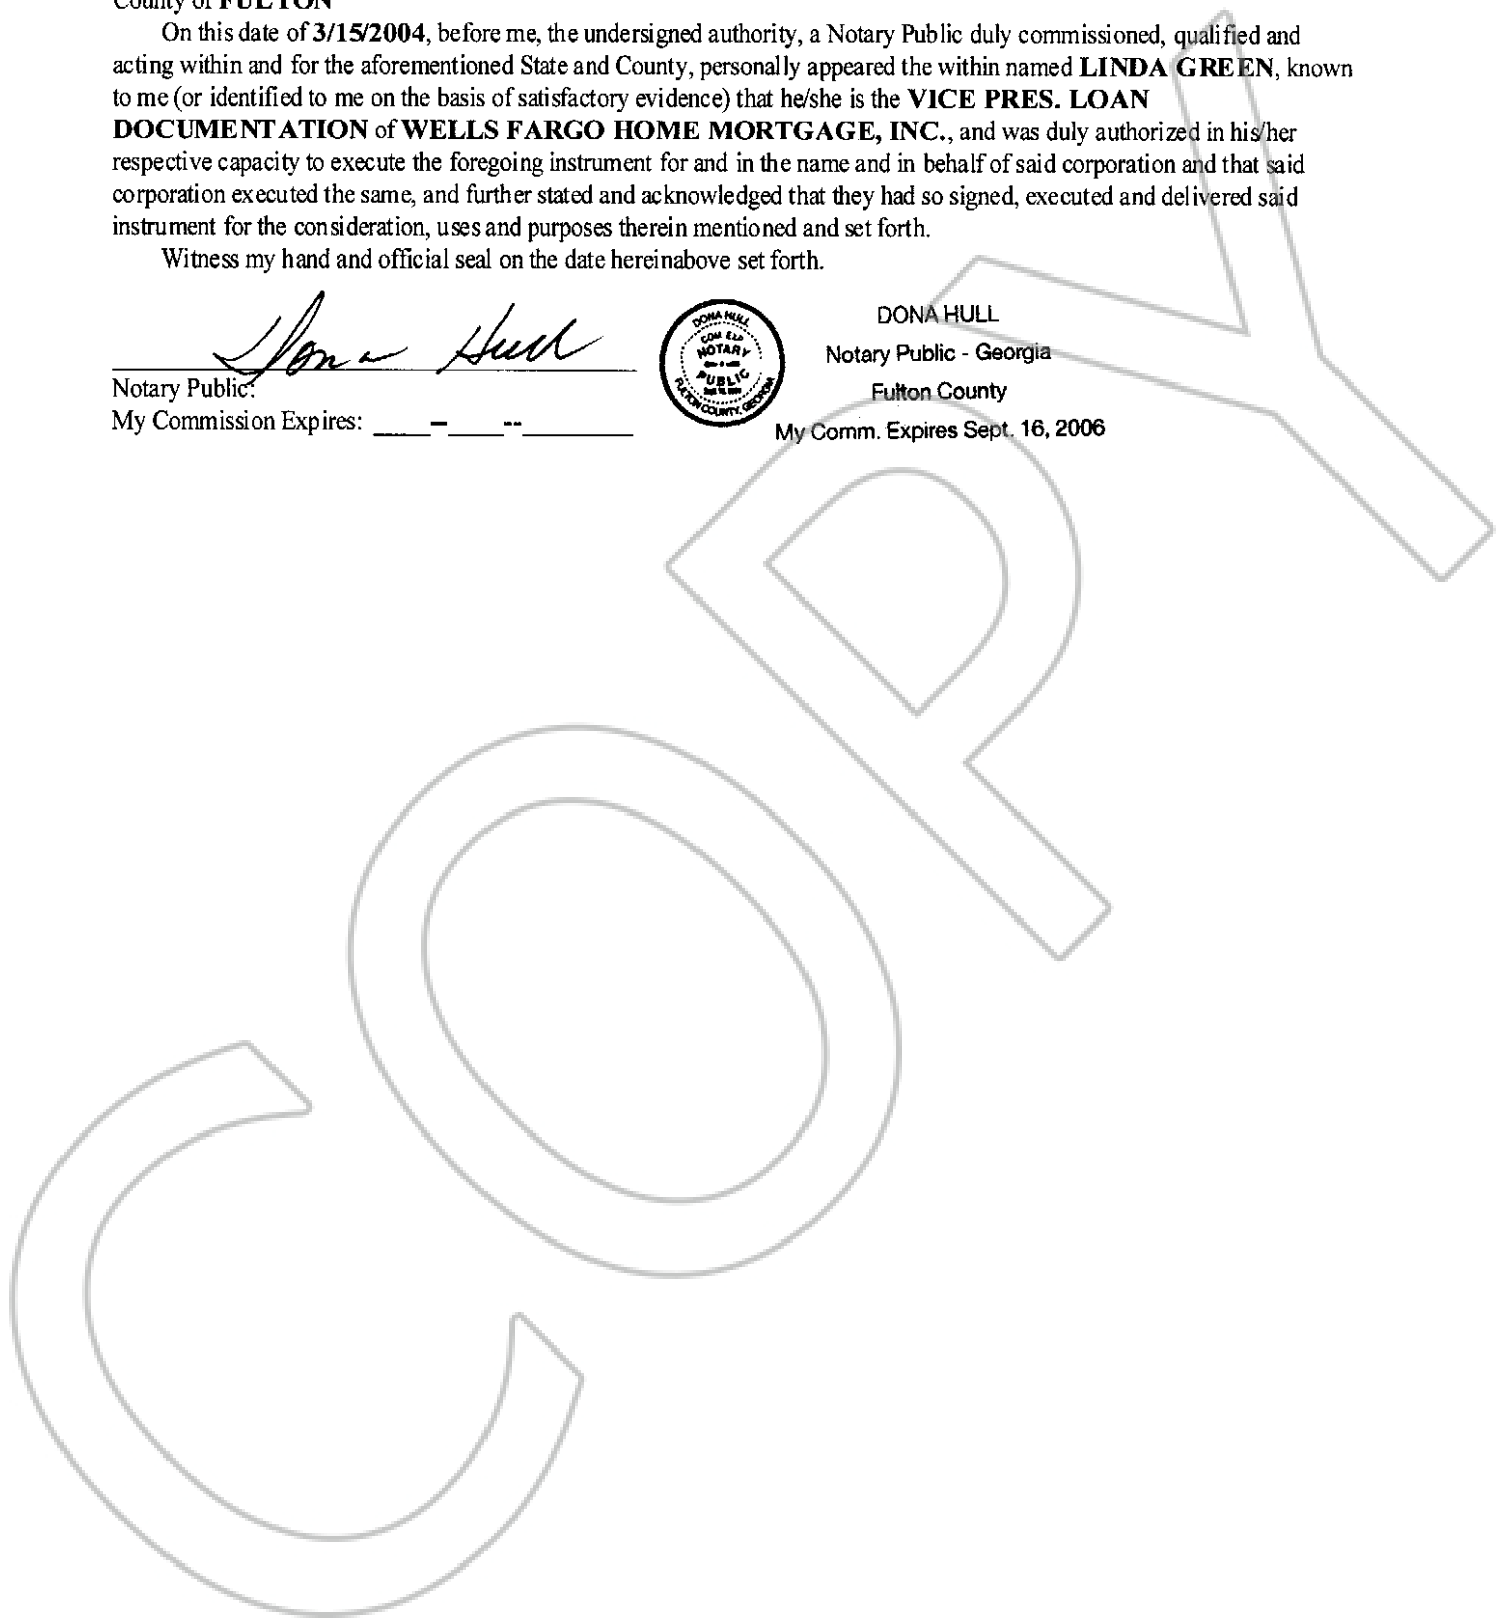 County of FULTON
On this date of 3/15/2004, before me, the undersigned authority, a Notary Public duly commissioned, qualified and
acting within and for the aforementioned State and County, personally appeared the within named LINDA GREEN, known
to me (or identified to me on the basis of satisfactory evidence) that he/she is the VICE PRES. LOAN
DOCUMENTATION of WELLS FARGO HOME MORTGAGE, INC., and was duly authorized in his/her
respective capacity to execute the foregoing instrument for and in the name and in behalf of said corporation and that said
corporation executed the same, and further stated and acknowledged that they had so signed, executed and delivered said
instrument for the consideration, uses and purposes therein mentioned and set forth.
Witness my hand and official seal on the date hereinabove set forth.
Dona Hull
Notary Public:
My Commission Expires: ____-____--________
DONA HULL
COM. EXP.
NOTARY
PUBLIC
FULTON COUNTY, GEORGIA
DONA HULL
Notary Public - Georgia
Fulton County
My Comm. Expires Sept. 16, 2006
COPY